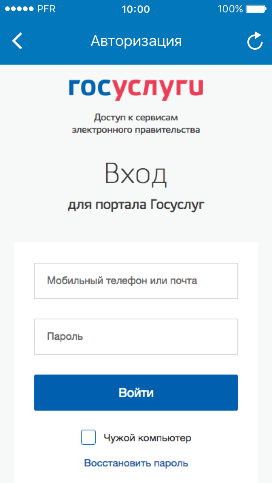 PFR 10:00 100%
Авторизация
госуслуги
Доступ к сервисам
электронного правительства
Вход
для портала Госуслуг
Мобильный телефон или почта
Пароль
Войти
Чужой компьютер
Восстановить пароль